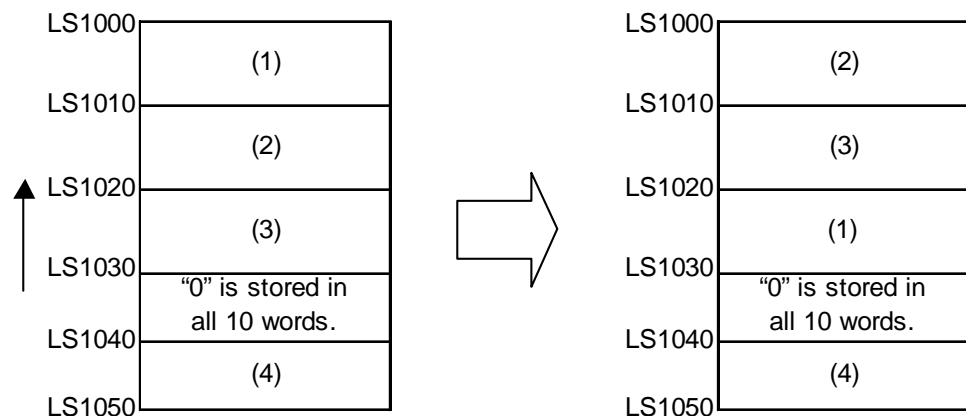 LS1000
(1)
LS1010
(2)
LS1020
(3)
LS1030
“0” is stored in
all 10 words.
LS1040
(4)
LS1050
LS1000
(2)
LS1010
(3)
LS1020
(1)
LS1030
“0” is stored in
all 10 words.
LS1040
(4)
LS1050